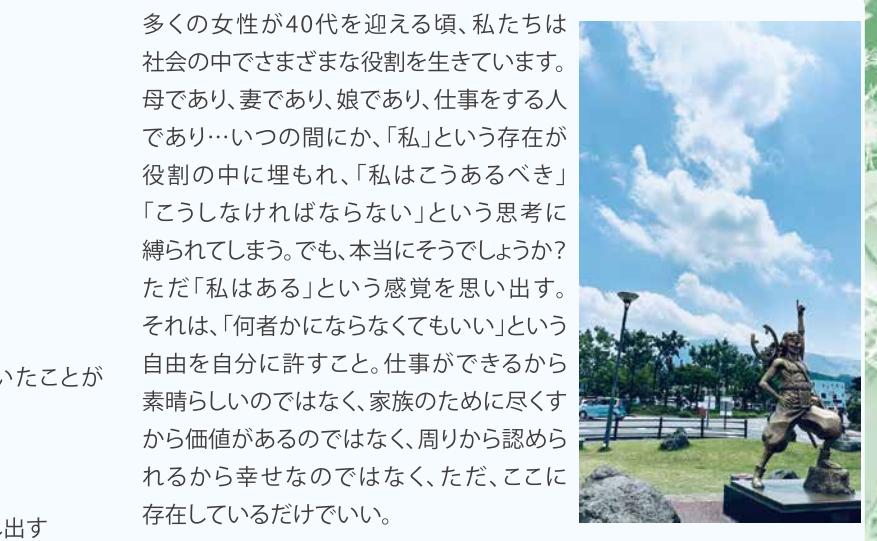 多くの女性が40代を迎える頃、私たちは
社会の中でさまざまな役割を生きています。
母であり、妻であり、娘であり、仕事をする人
であり…いつの間にか、「私」という存在が
役割の中に埋もれ、「私はこうあるべき」
「こうしなければならない」という思考に
縛られてしまう。でも、本当にそうでしょうか?
ただ「私はある」という感覚を思い出す。
それは、「何者かにならなくてもいい」という
自由を自分に許すこと。仕事ができるから
素晴らしいのではなく、家族のために尽くす
から価値があるのではなく、周りから認めら
れるから幸せなのではなく、ただ、ここに
存在しているだけでいい。
いたことが
出す